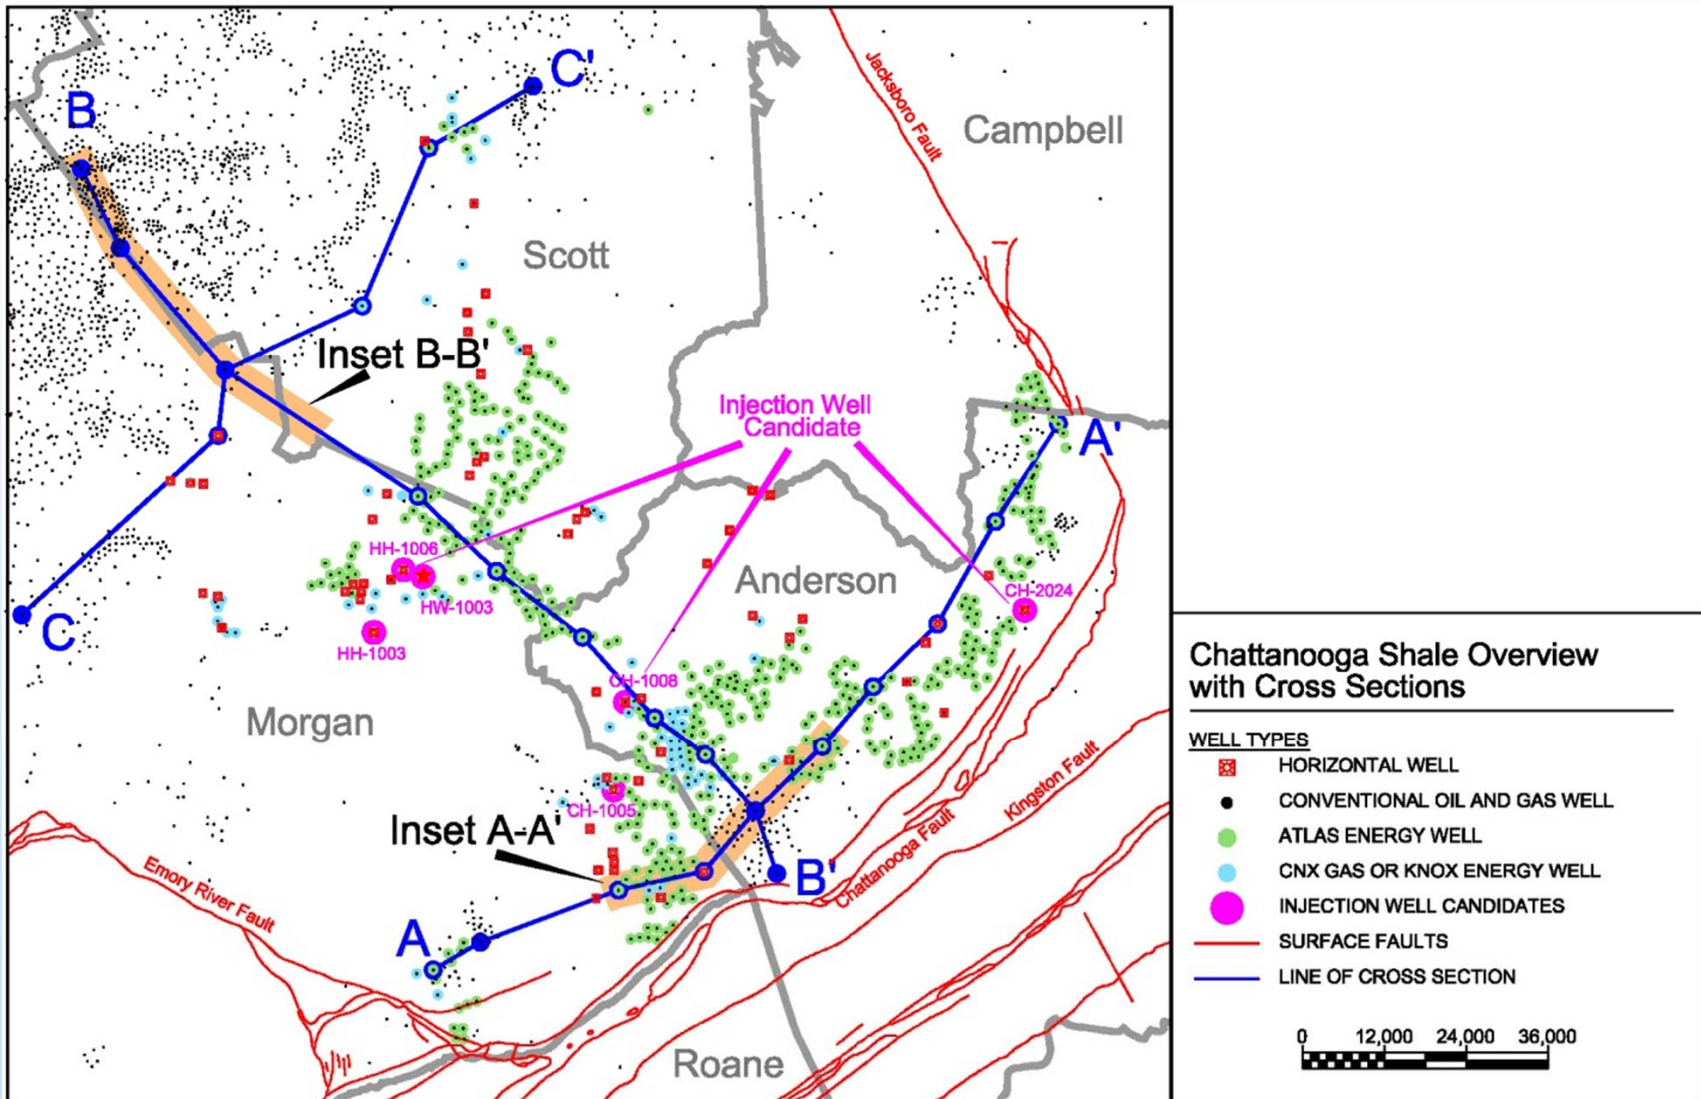 C'
B
Jacksboro Fault
Campbell
Scott
Inset B-B'
Injection Well
Candidate
A'
HH-1006
Anderson
CH-2024
HW-1003
C
HH-1003
CH-1008
Morgan
CH-1005
Kingston Fault
Inset A-A'
Chattanooga Fault
Emory River Fault
B'
A
Roane
Chattanooga Shale Overview
with Cross Sections
WELL TYPES
HORIZONTAL WELL
CONVENTIONAL OIL AND GAS WELL
ATLAS ENERGY WELL
CNX GAS OR KNOX ENERGY WELL
INJECTION WELL CANDIDATES
SURFACE FAULTS
LINE OF CROSS SECTION
0 12,000 24,000 36,000